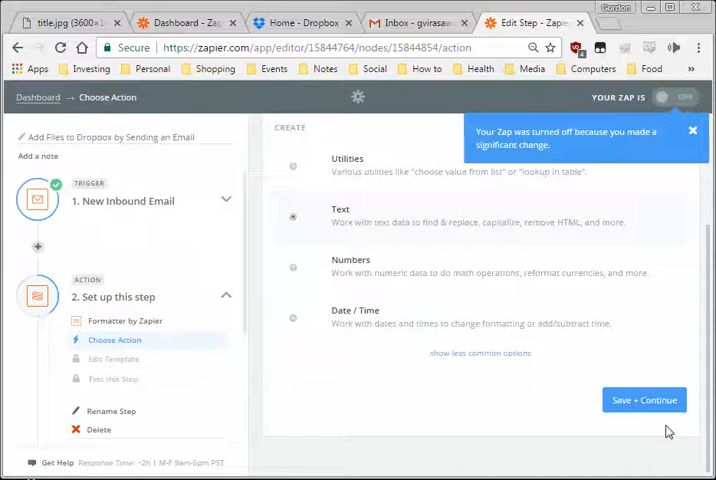 Gordon
title.jpg (3600×1
Dashboard - Zap
Home - Dropbox
Inbox - gvirasaw
Edit Step - Zapie
Secure
https://zapier.com/app/editor/15844764/nodes/15844854/action
Apps
Investing
Personal
Shopping
Events
Notes
Social
How to
Health
Media
Computers
Food
Dashboard → Choose Action
YOUR ZAP IS OFF
Your Zap was turned off because you made a
significant change.
Add Files to Dropbox by Sending an Email
Add a note
TRIGGER
1. New Inbound Email
ACTION
2. Set up this step
Formatter by Zapier
Choose Action
Edit Template
Test this Step
Rename Step
Delete
Get Help Response Time: ~2h | M-F 9am-5pm PST
CREATE
Utilities
Various utilities like "choose value from list" or "lookup in table".
Text
Work with text data to find & replace, capitalize, remove HTML, and more.
Numbers
Work with numeric data to do math operations, reformat currencies, and more.
Date / Time
Work with dates and times to change formatting or add/subtract time.
show less common options.
Save + Continue